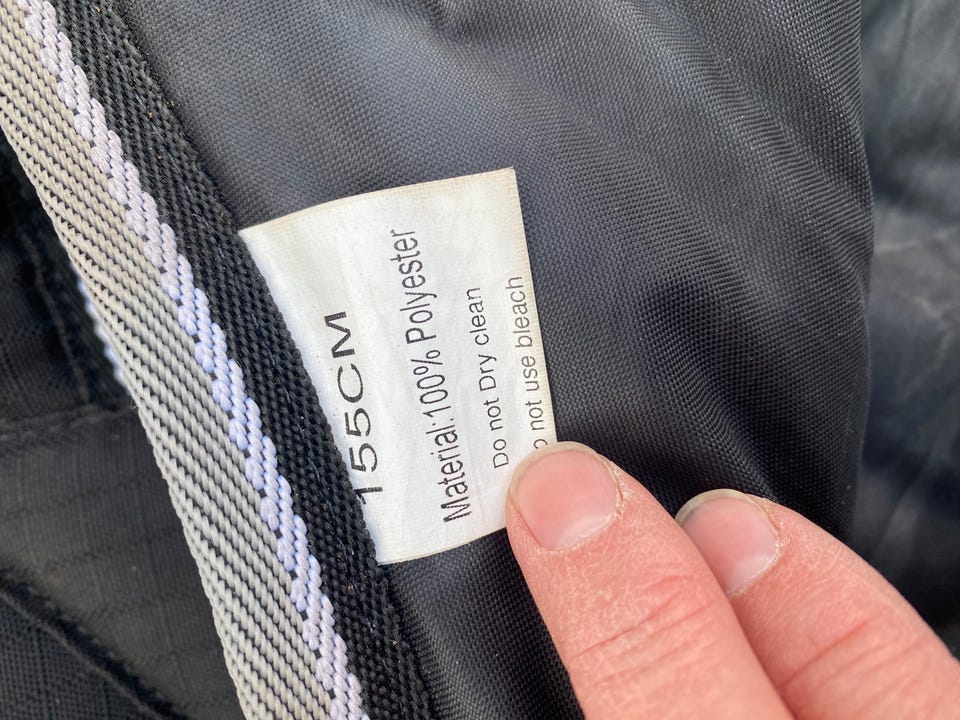 155CM
Material:100% Polyester
Do not Dry clean
not use bleach